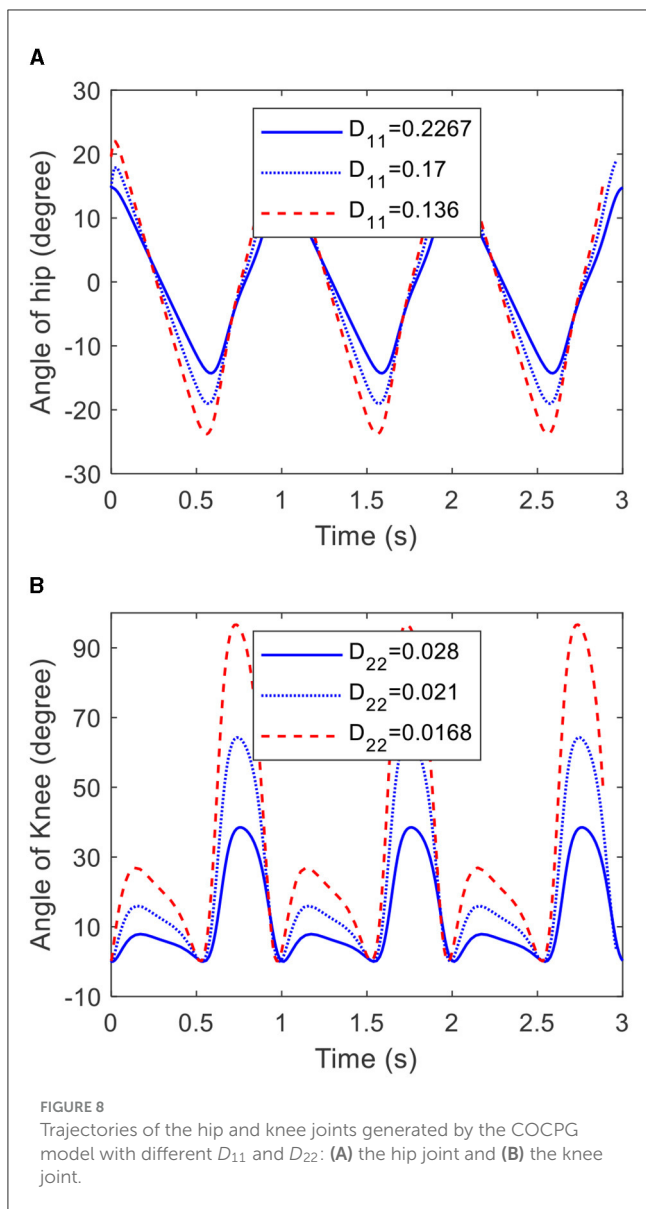 A
30
20
10
0
-10
-20
-30
Angle of hip (degree)
D11=0.2267
D11=0.17
D11=0.136
0 0.5 1 1.5 2 2.5 3
Time (s)
B
90
70
50
30
10
-10
Angle of Knee (degree)
D22=0.028
D22=0.021
D22=0.0168
0 0.5 1 1.5 2 2.5 3
Time (s)
FIGURE 8
Trajectories of the hip and knee joints generated by the COCPG
model with different D11 and D22: (A) the hip joint and (B) the knee
joint.